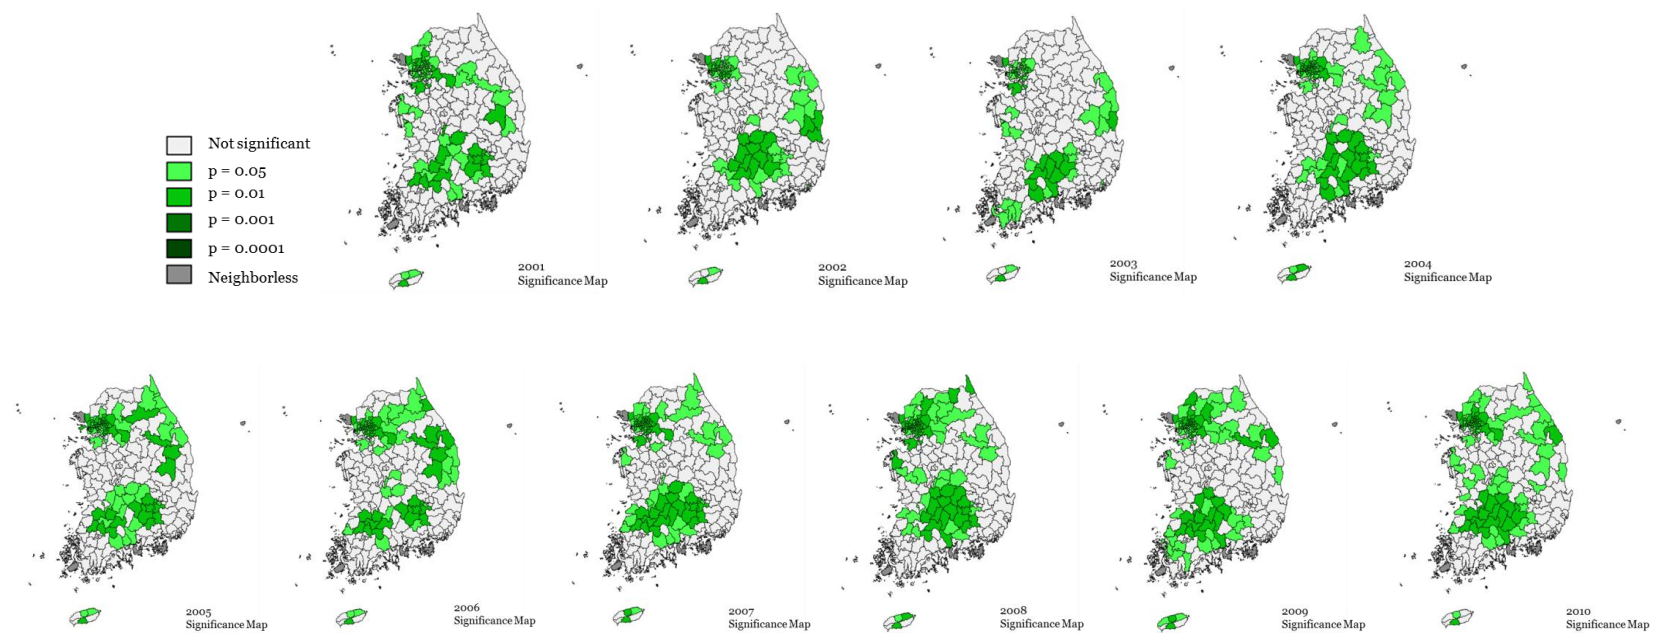 Not significant
p = 0.05
p = 0.01
p = 0.001
p = 0.0001
Neighborless
2001
Significance Map
2002
Significance Map
2003
Significance Map
2004
Significance Map
2005
Significance Map
2006
Significance Map
2007
Significance Map
2008
Significance Map
2009
Significance Map
2010
Significance Map